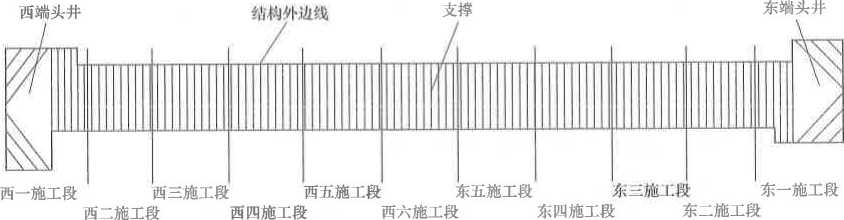 西端头井
结构外边线
支撑
东端头井
西一施工段
西三施工段
西五施工段
东五施工段
东三施工段
东一施工段
西二施工段
西四施工段
西六施工段
东四施工段
东二施工段